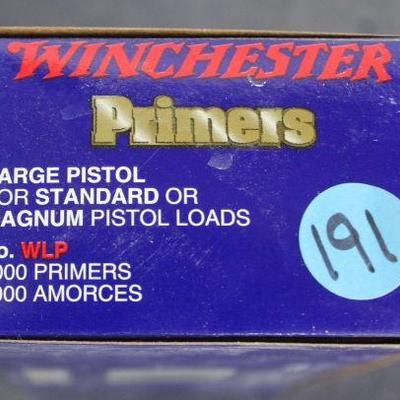 WINCHESTER
Primers
ARGE PISTOL
OR STANDARD OR
AGNUM PISTOL LOADS
o. WLP
000 PRIMERS
000 AMORCES
191